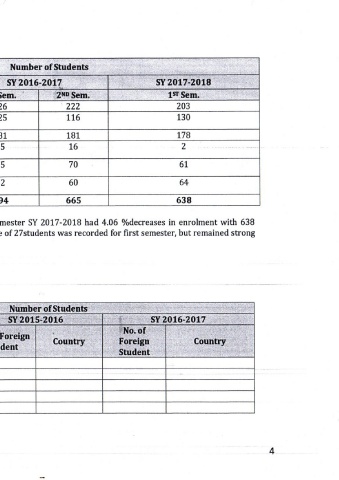 Number of Students
SY 2016-2017 SY 2017-2018
Sem. 2ND Sem. 1ST Sem.
26 222 203
25 116 130
31 181 178
5 16 2
5 70 61
2 60 64
94 665 638
mester SY 2017-2018 had 4.06 %decreases in enrolment with 638
e of 27students was recorded for first semester, but remained strong
Number of Students
SY 2015-2016 SY 2016-2017
Foreign
dent
Country
No. of
Foreign
Student
Country
4